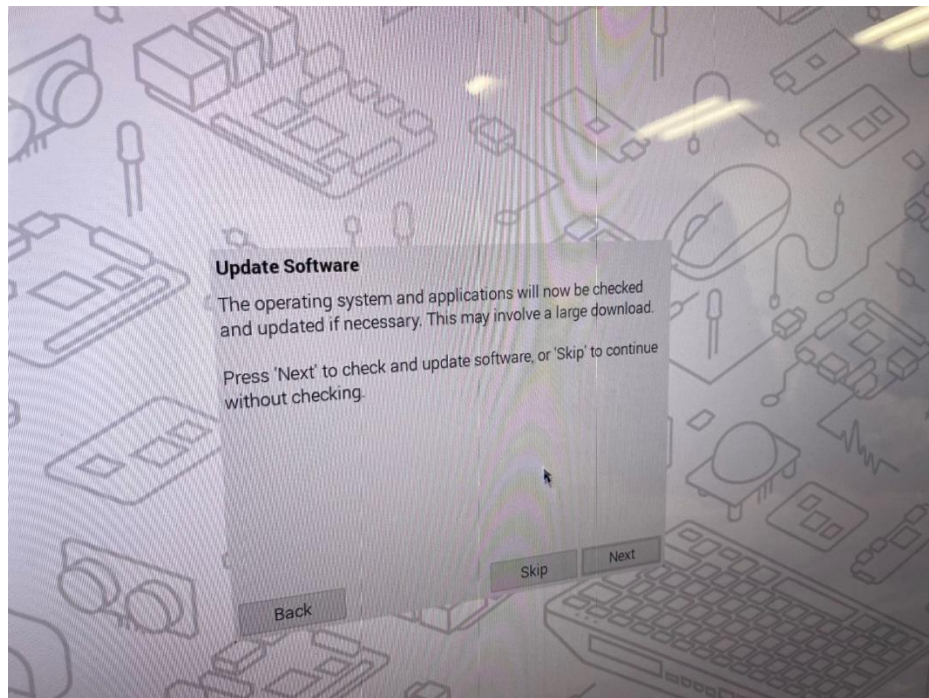 Update Software
The operating system and applications will now be checked
and updated if necessary. This may involve a large download.
Press 'Next' to check and update software, or 'Skip' to continue
without checking.
Back
Skip
Next